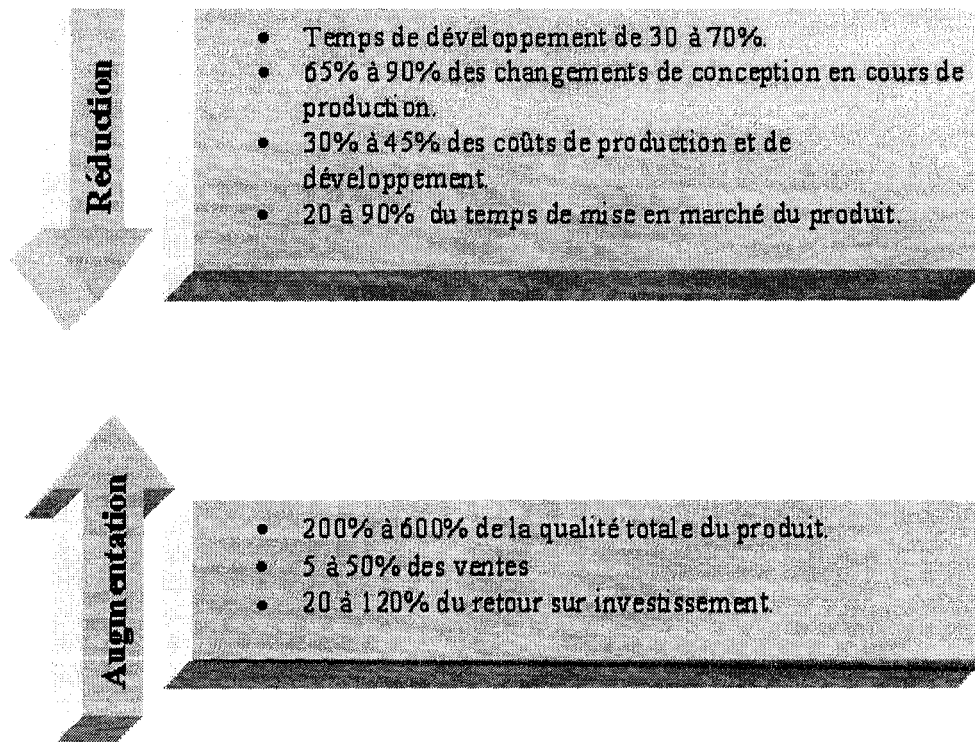 Réduction
• Temps de développement de 30 à 70%.
• 65% à 90% des changements de conception en cours de
production.
• 30% à 45% des coûts de production et de
développement.
• 20 à 90% du temps de mise en marché du produit.
Augmentation
• 200% à 600% de la qualité totale du produit.
• 5 à 50% des ventes
• 20 à 120% du retour sur investissement.